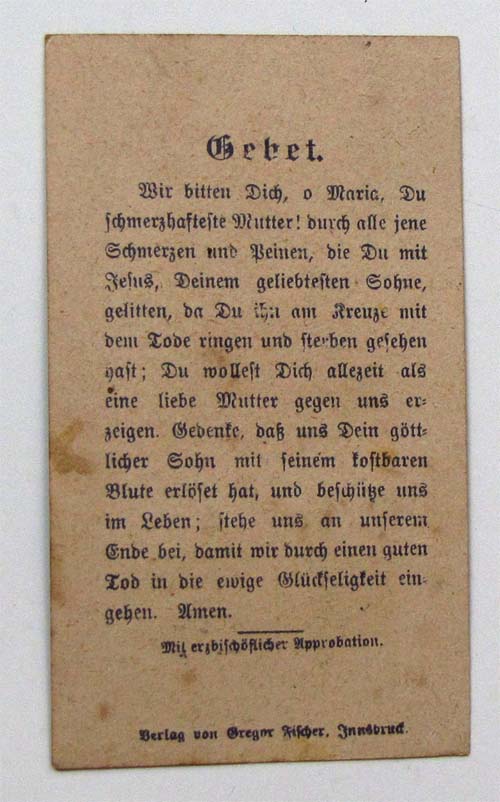 Gebet.
Wir bitten Dich, o Maria, Du
schmerzhafteste Mutter! durch alle jene
Schmerzen und Peinen, die Du mit
Jesus, Deinem geliebtesten Sohne,
gelitten, da Du ihn am Kreuze mit
dem Tode ringen und sterben gesehen
hast; Du wollest Dich allezeit als
eine liebe Mutter gegen uns er-
zeigen. Gedenke, daß uns Dein gött-
licher Sohn mit seinem kostbaren
Blute erlöset hat, und beschütze uns
im Leben; stehe uns an unserem
Ende bei, damit wir durch einen guten
Tod in die ewige Glückseligkeit ein-
gehen. Amen.
Mit erzbischöflicher Approbation.
Verlag von Gregor Fischer, Innsbruck.